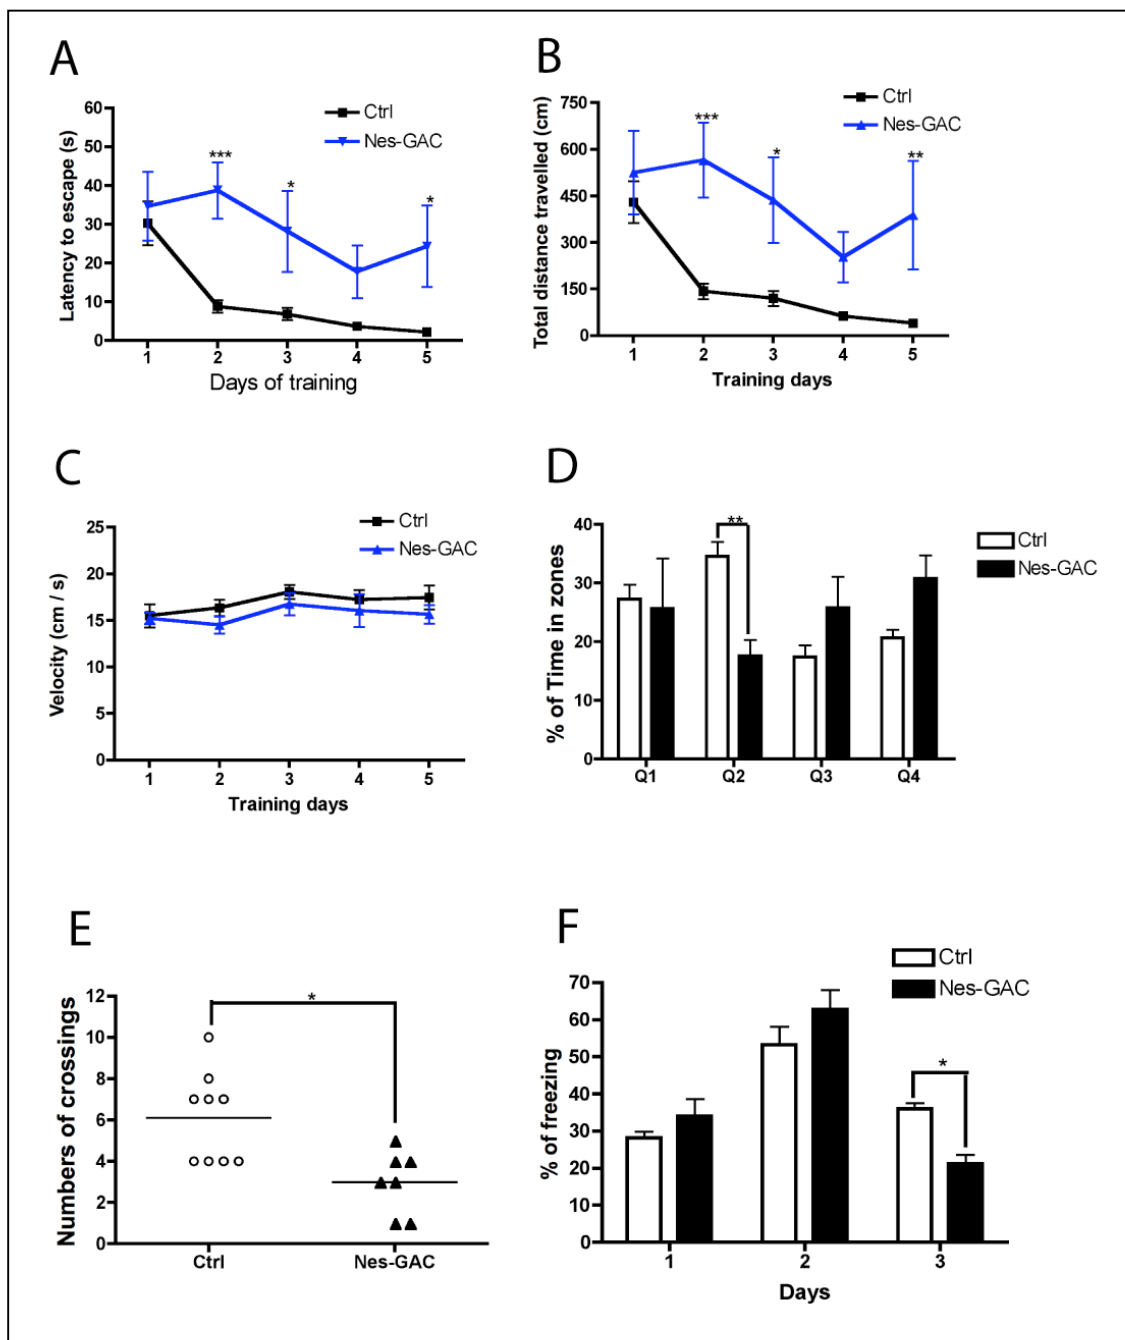 A
Ctrl
Nes-GAC
Latency to escape (s)
60
50
40
30
20
10
0
***
*
*
1 2 3 4 5
Days of training
B
Ctrl
Nes-GAC
Total distance travelled (cm)
750
600
450
300
150
0
***
*
**
1 2 3 4 5
Training days
C
Ctrl
Nes-GAC
Velocity (cm / s)
25
20
15
10
5
0
1 2 3 4 5
Training days
D
Ctrl
Nes-GAC
% of Time in zones
40
30
20
10
0
**
Q1 Q2 Q3 Q4
E
Numbers of crossings
12
10
8
6
4
2
0
*
Ctrl Nes-GAC
F
Ctrl
Nes-GAC
% of freezing
70
60
50
40
30
20
10
0
*
1 2 3
Days